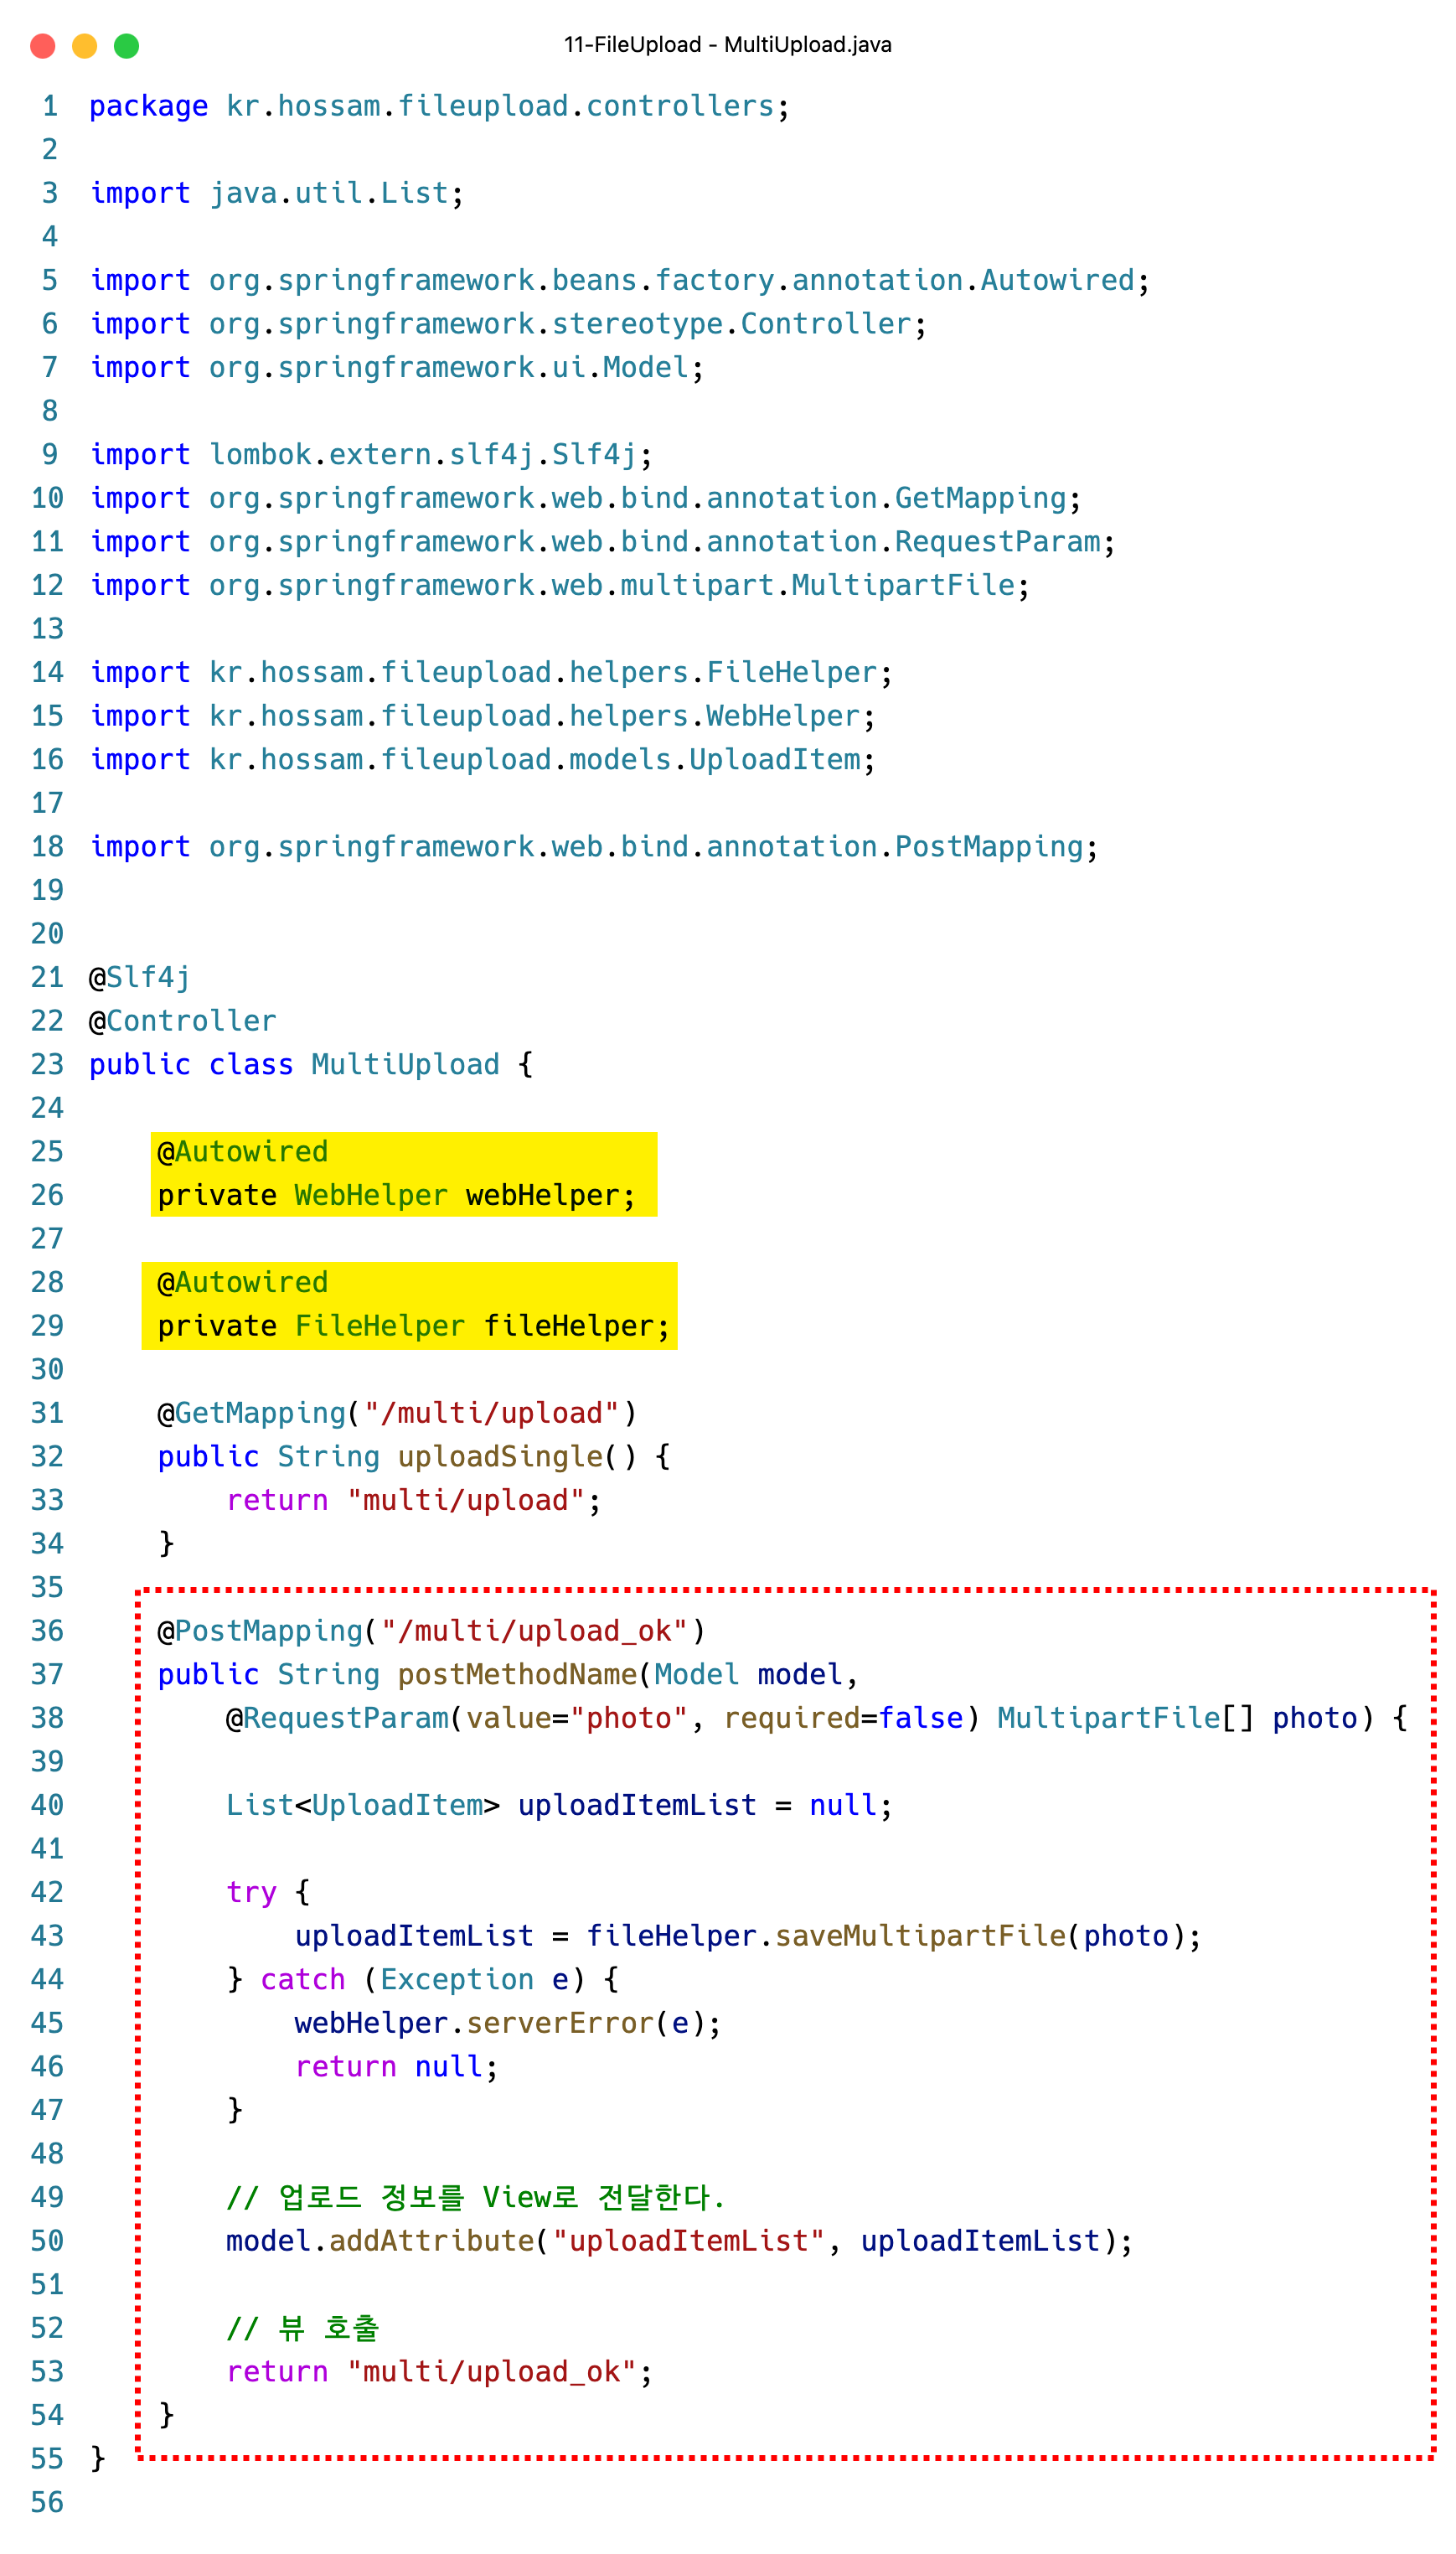 11-FileUpload - MultiUpload.java
1 package kr.hossam.fileupload.controllers;
2
3 import java.util.List;
4
5 import org.springframework.beans.factory.annotation.Autowired;
6 import org.springframework.stereotype.Controller;
7 import org.springframework.ui.Model;
8
9 import lombok.extern.slf4j.Slf4j;
10 import org.springframework.web.bind.annotation.GetMapping;
11 import org.springframework.web.bind.annotation.RequestParam;
12 import org.springframework.web.multipart.MultipartFile;
13
14 import kr.hossam.fileupload.helpers.FileHelper;
15 import kr.hossam.fileupload.helpers.WebHelper;
16 import kr.hossam.fileupload.models.UploadItem;
17
18 import org.springframework.web.bind.annotation.PostMapping;
19
20
21 @Slf4j
22 @Controller
23 public class MultiUpload {
24
25     @Autowired
26     private WebHelper webHelper;
27
28     @Autowired
29     private FileHelper fileHelper;
30
31     @GetMapping("/multi/upload")
32     public String uploadSingle() {
33         return "multi/upload";
34     }
35
36     @PostMapping("/multi/upload_ok")
37     public String postMethodName(Model model,
38         @RequestParam(value="photo", required=false) MultipartFile[] photo) {
39
40         List<UploadItem> uploadItemList = null;
41
42         try {
43             uploadItemList = fileHelper.saveMultipartFile(photo);
44         } catch (Exception e) {
45             webHelper.serverError(e);
46             return null;
47         }
48
49         // 업로드 정보를 View로 전달한다.
50         model.addAttribute("uploadItemList", uploadItemList);
51
52         // 뷰 호출
53         return "multi/upload_ok";
54     }
55 }
56